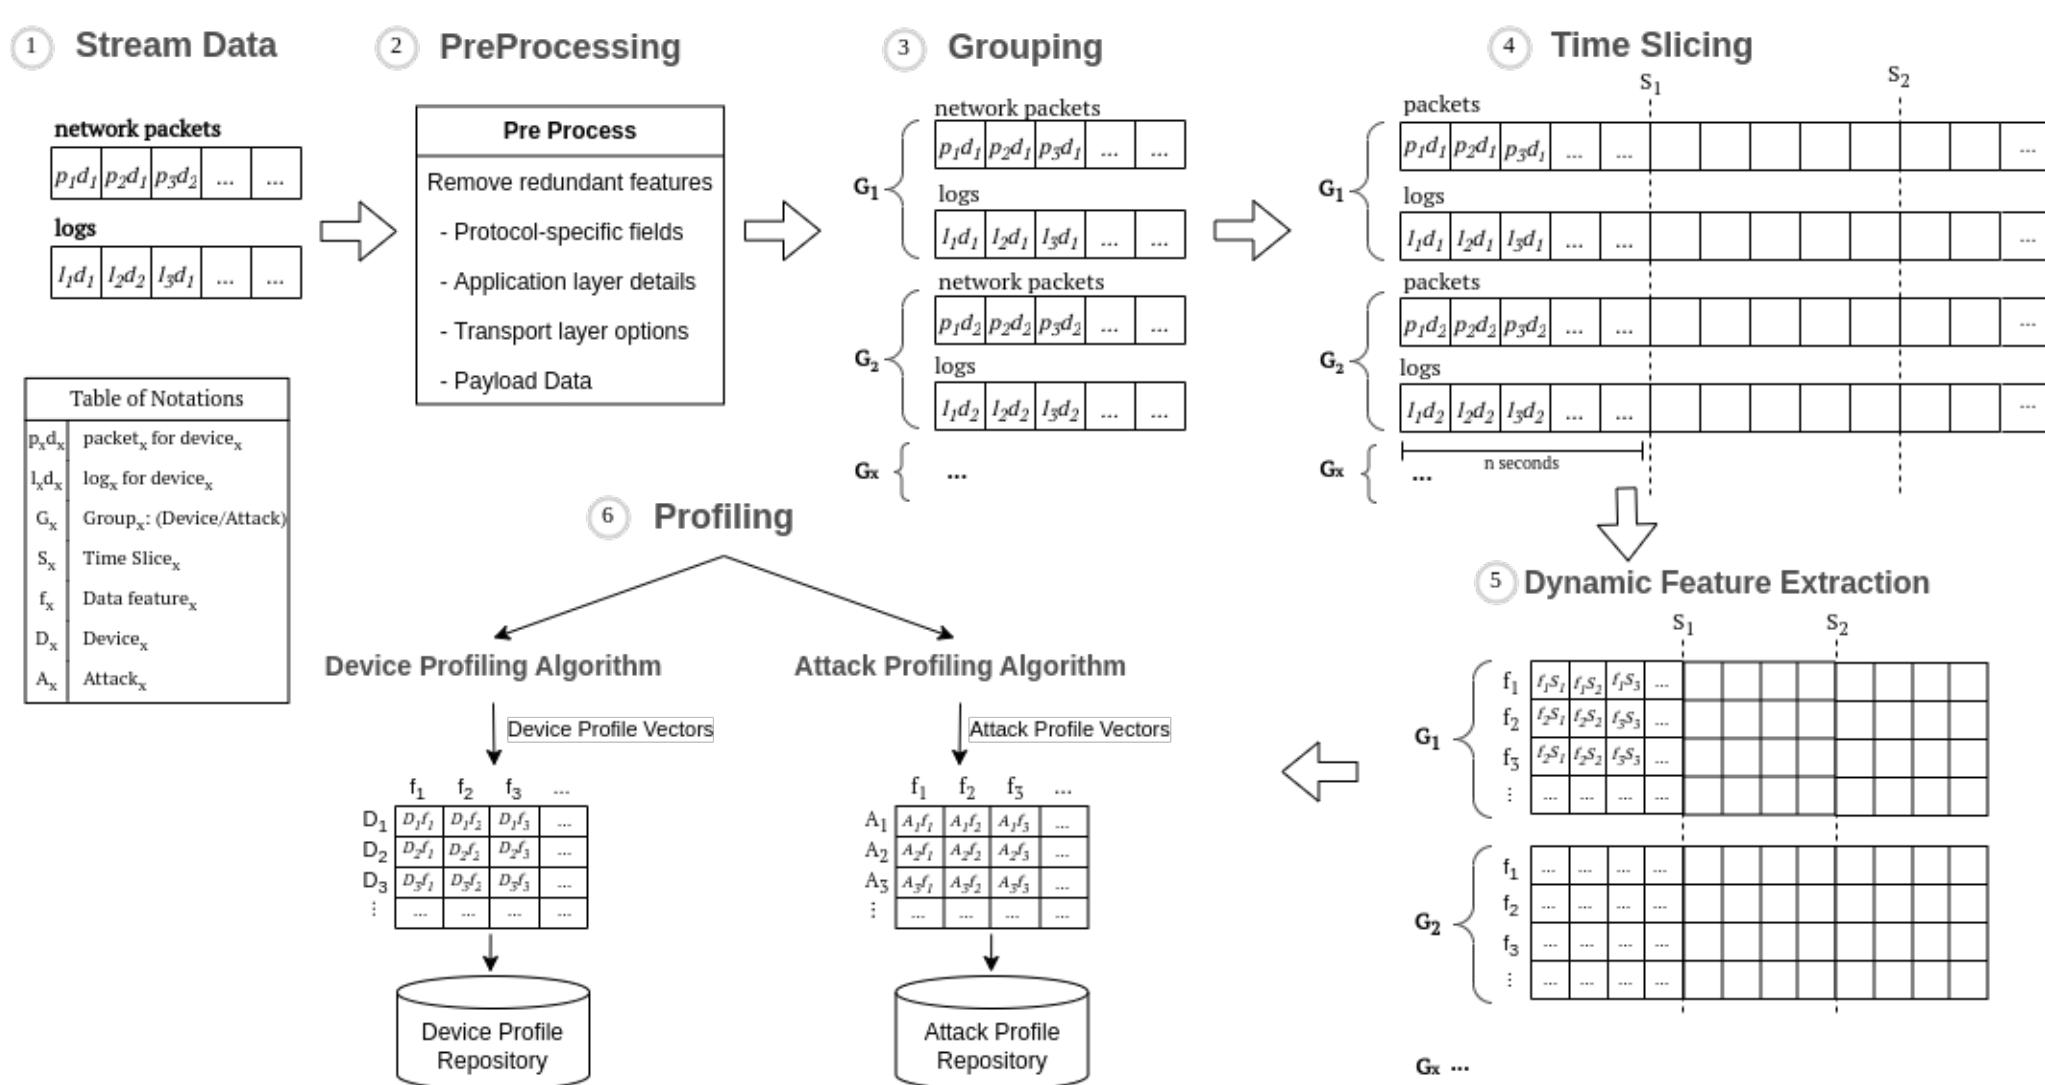 1 Stream Data
network packets
p₁d₁ p₂d₁ p₃d₂ ... ...
logs
l₁d₁ l₂d₂ l₃d₁ ... ...
Table of Notations
pₓdₓ packetₓ for deviceₓ
lₓdₓ logₓ for deviceₓ
Gₓ Groupₓ: (Device/Attack)
Sₓ Time Sliceₓ
fₓ Data featureₓ
Dₓ Deviceₓ
Aₓ Attackₓ
2 PreProcessing
Pre Process
Remove redundant features
- Protocol-specific fields
- Application layer details
- Transport layer options
- Payload Data
3 Grouping
network packets
G₁
p₁d₁ p₂d₁ p₃d₁ ... ...
logs
l₁d₁ l₂d₁ l₃d₁ ... ...
network packets
G₂
p₁d₂ p₂d₂ p₃d₂ ... ...
logs
l₁d₂ l₂d₂ l₃d₂ ... ...
Gₓ ...
4 Time Slicing
S₁ S₂
packets
G₁
p₁d₁ p₂d₁ p₃d₁ ... ... ...
logs
l₁d₁ l₂d₁ l₃d₁ ... ... ...
packets
G₂
p₁d₂ p₂d₂ p₃d₂ ... ... ...
logs
l₁d₂ l₂d₂ l₃d₂ ... ... ...
n seconds
Gₓ ...
5 Dynamic Feature Extraction
S₁ S₂
G₁
f₁ f₁S₁ f₁S₂ f₁S₃ ...
f₂ f₂S₁ f₂S₂ f₃S₃ ...
f₃ f₂S₁ f₂S₂ f₃S₃ ...
⋮ ... ... ... ...
G₂
f₁ ... ... ... ...
f₂ ... ... ... ...
f₃ ... ... ... ...
⋮ ... ... ... ...
Gₓ ...
6 Profiling
Device Profiling Algorithm
Device Profile Vectors
f₁ f₂ f₃ ...
D₁ D₁f₁ D₁f₂ D₁f₃ ...
D₂ D₂f₁ D₂f₂ D₂f₃ ...
D₃ D₃f₁ D₃f₂ D₃f₃ ...
⋮ ... ... ... ...
Device Profile
Repository
Attack Profiling Algorithm
Attack Profile Vectors
f₁ f₂ f₃ ...
A₁ A₁f₁ A₁f₂ A₁f₃ ...
A₂ A₂f₁ A₂f₂ A₂f₃ ...
A₃ A₃f₁ A₃f₂ A₃f₃ ...
⋮ ... ... ... ...
Attack Profile
Repository